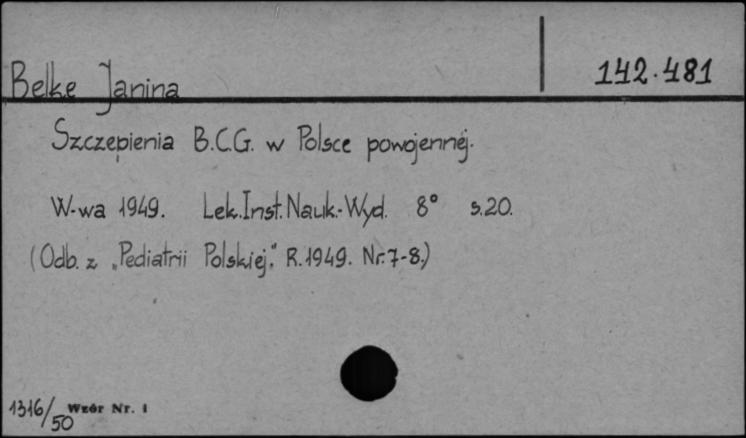 Belke Janina 142.481
Szczepienia B.C.G. w Polsce powojennej.
W-wa 1949. Lek.Inst.Nauk.-Wyd. 8° s.20.
(Odb. z „Pediatrii Polskiej." R.1949. Nr.7-8.)
1316/50 Wzór Nr. 1